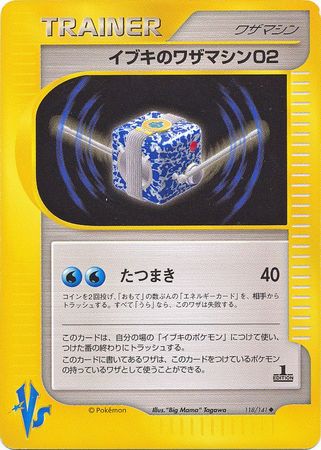 TRAINER
ワザマシン
イブキのワザマシン02
たつまき 40
コインを2回投げ、「おもて」の数ぶんの「エネルギーカード」を、相手から
トラッシュする。すべて「うら」なら、このワザは失敗する。
このカードは、自分の場の「イブキのポケモン」につけて使い、
つけた番の終わりにトラッシュする。
このカードに書いてあるワザは、このカードをつけているポケモン
の持っているワザとして使うことができる。
1
EDITION
VS
©Pokémon Illus."Big Mama" Tagawa 118/141